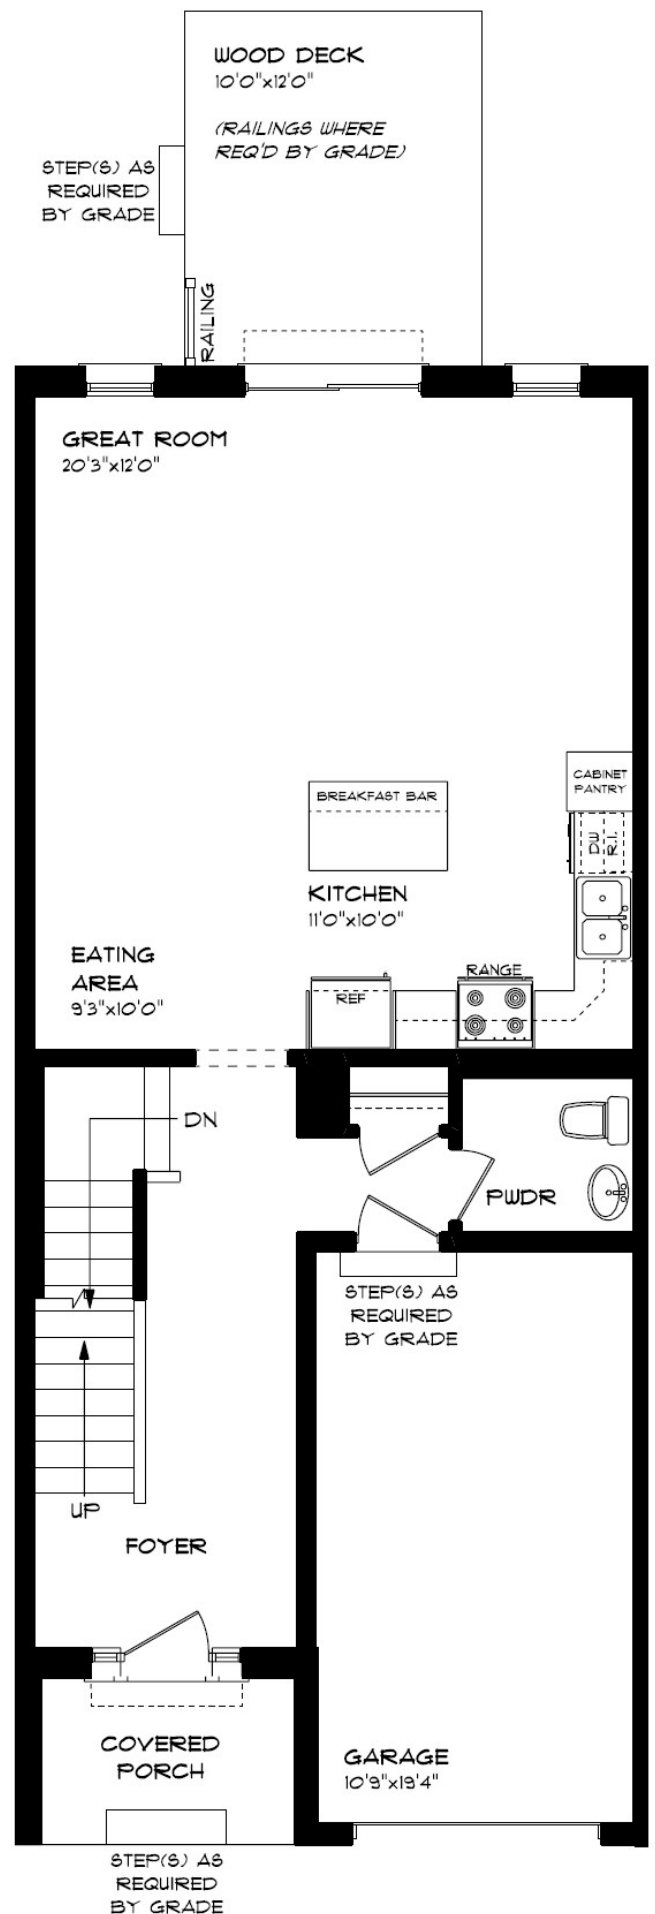 WOOD DECK
10'0"x12'0"
(RAILINGS WHERE
REQ'D BY GRADE)
STEP(S) AS
REQUIRED
BY GRADE
RAILING
GREAT ROOM
20'3"x12'0"
CABINET
PANTRY
BREAKFAST BAR
DW
R.I.
KITCHEN
11'0"x10'0"
EATING
AREA
9'3"x10'0"
REF
RANGE
DN
PWDR
STEP(S) AS
REQUIRED
BY GRADE
UP
FOYER
COVERED
PORCH
GARAGE
10'9"x19'4"
STEP(S) AS
REQUIRED
BY GRADE